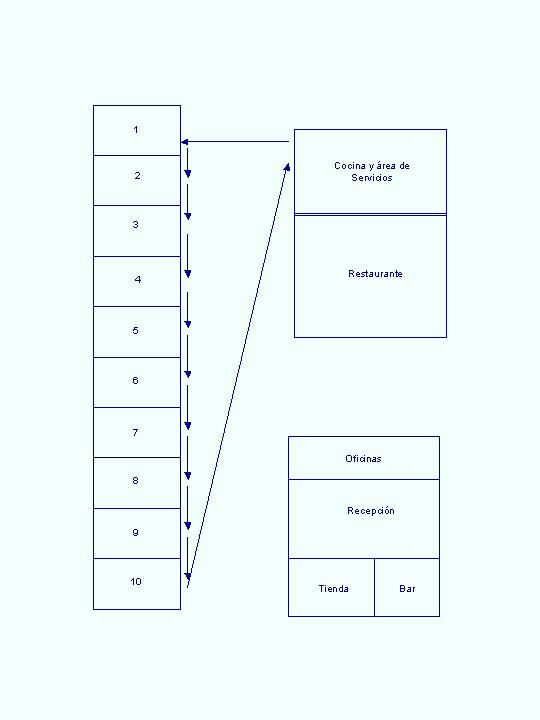 1
2
3
4
5
6
7
8
9
10
Cocina y área de
Servicios
Restaurante
Oficinas
Recepción
Tienda
Bar